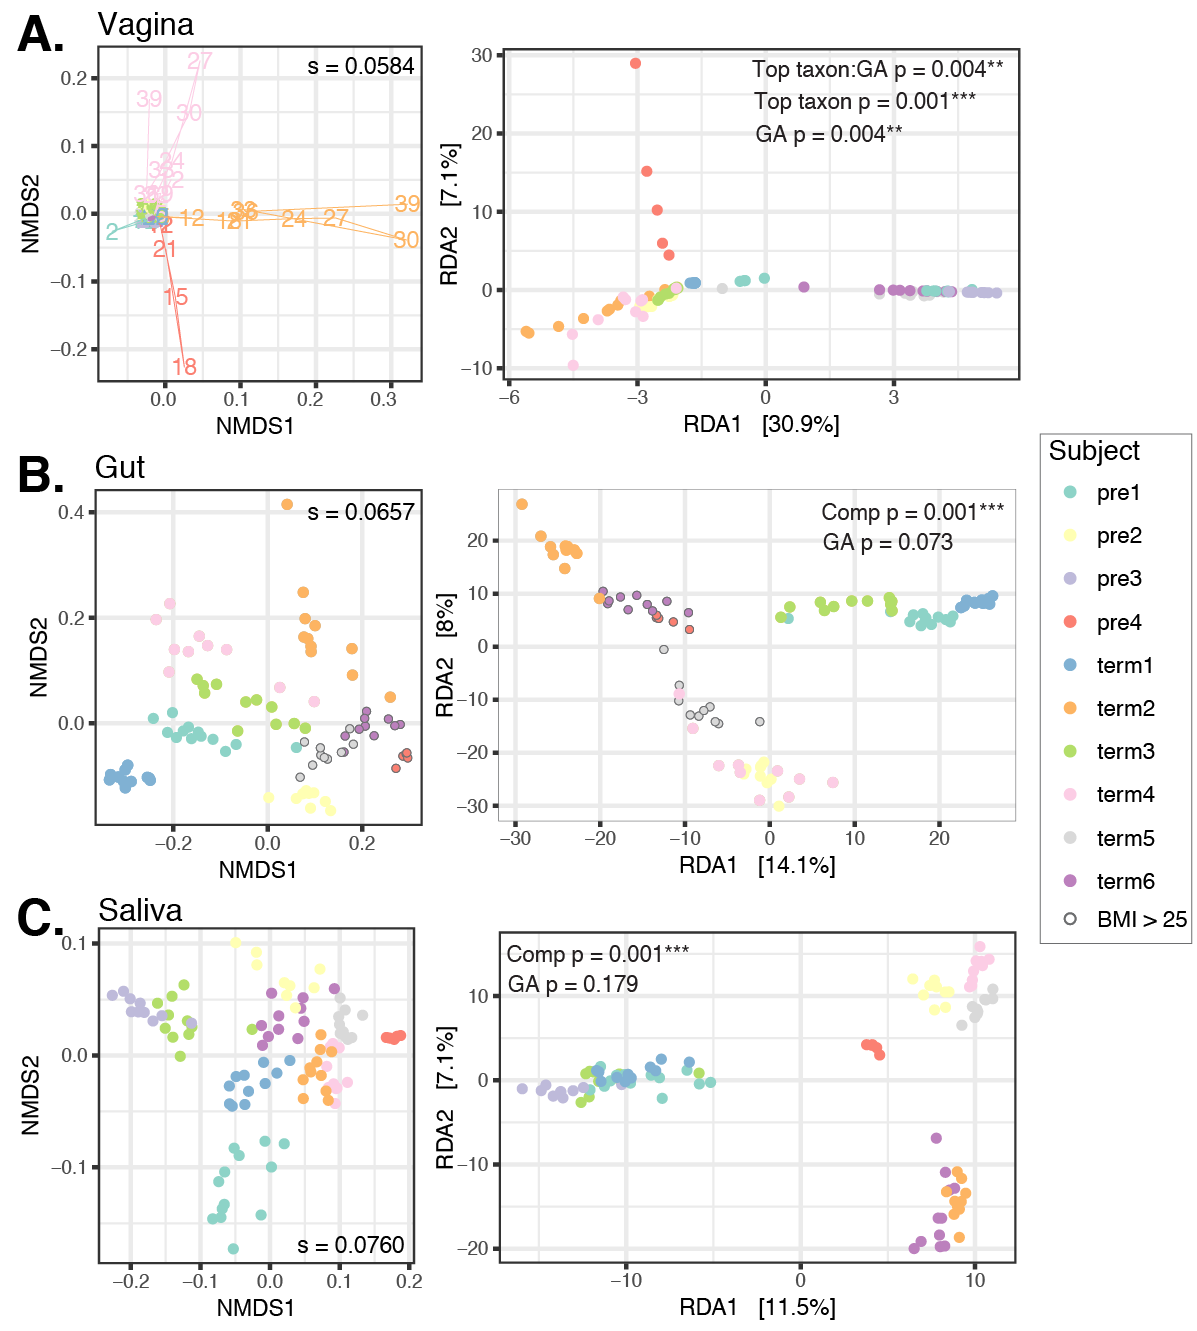 A.
Vagina
s = 0.0584
27
39
30
2
12
24
27
39
30
21
15
18
0.2
0.1
0.0
−0.1
−0.2
NMDS2
0.0
0.1
0.2
0.3
NMDS1
Top taxon:GA p = 0.004**
Top taxon p = 0.001***
GA p = 0.004**
30
20
10
0
−10
RDA2 [7.1%]
−6
−3
0
3
RDA1 [30.9%]
B.
Gut
s = 0.0657
0.4
0.2
0.0
NMDS2
−0.2
0.0
0.2
NMDS1
Comp p = 0.001***
GA p = 0.073
20
10
0
−10
−20
−30
RDA2 [8%]
−30
−20
−10
0
10
20
RDA1 [14.1%]
Subject
pre1
pre2
pre3
pre4
term1
term2
term3
term4
term5
term6
BMI > 25
C.
Saliva
s = 0.0760
0.1
0.0
−0.1
NMDS2
−0.2
−0.1
0.0
0.1
0.2
NMDS1
Comp p = 0.001***
GA p = 0.179
10
0
−10
−20
RDA2 [7.1%]
−10
0
10
RDA1 [11.5%]